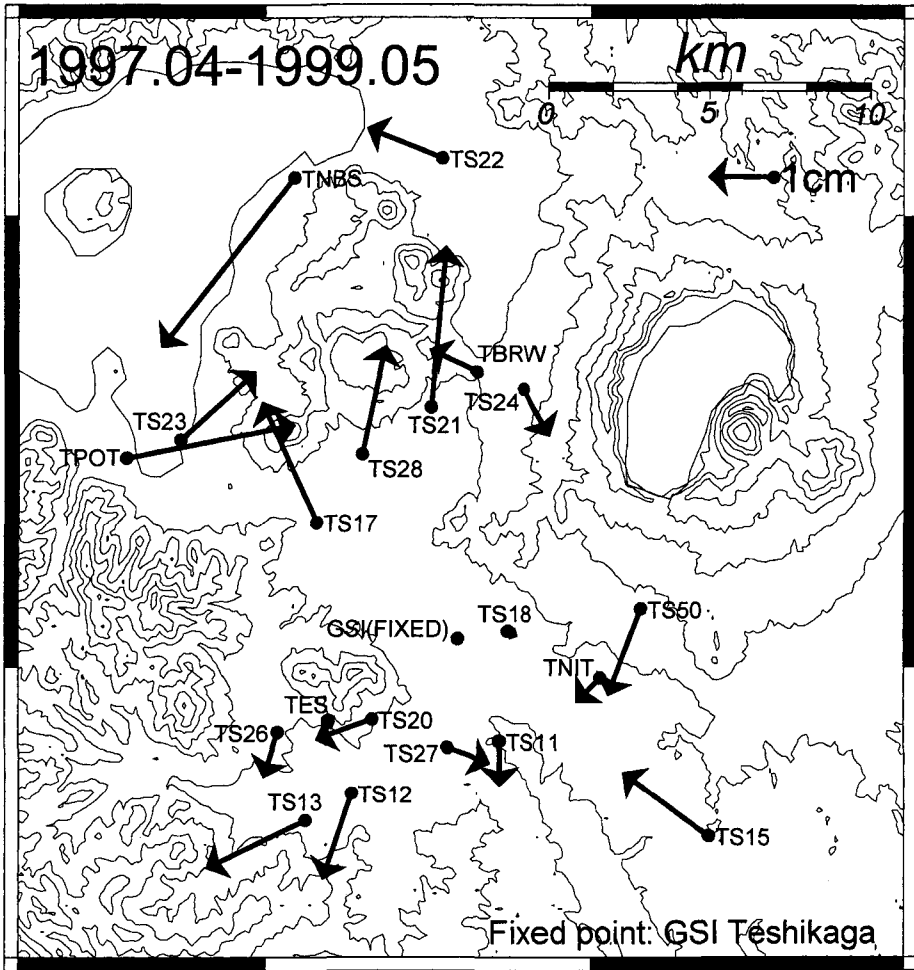 1997.04-1999.05
km
0 5 10
TS22
TNBS
1cm
TBRW
TS24
TS21
TS23
TPOT
TS28
TS17
TS50
TS18
GSI(FIXED)
TNIT
TES
TS20
TS26
TS27
TS11
TS12
TS13
TS15
Fixed point: GSI Teshikaga